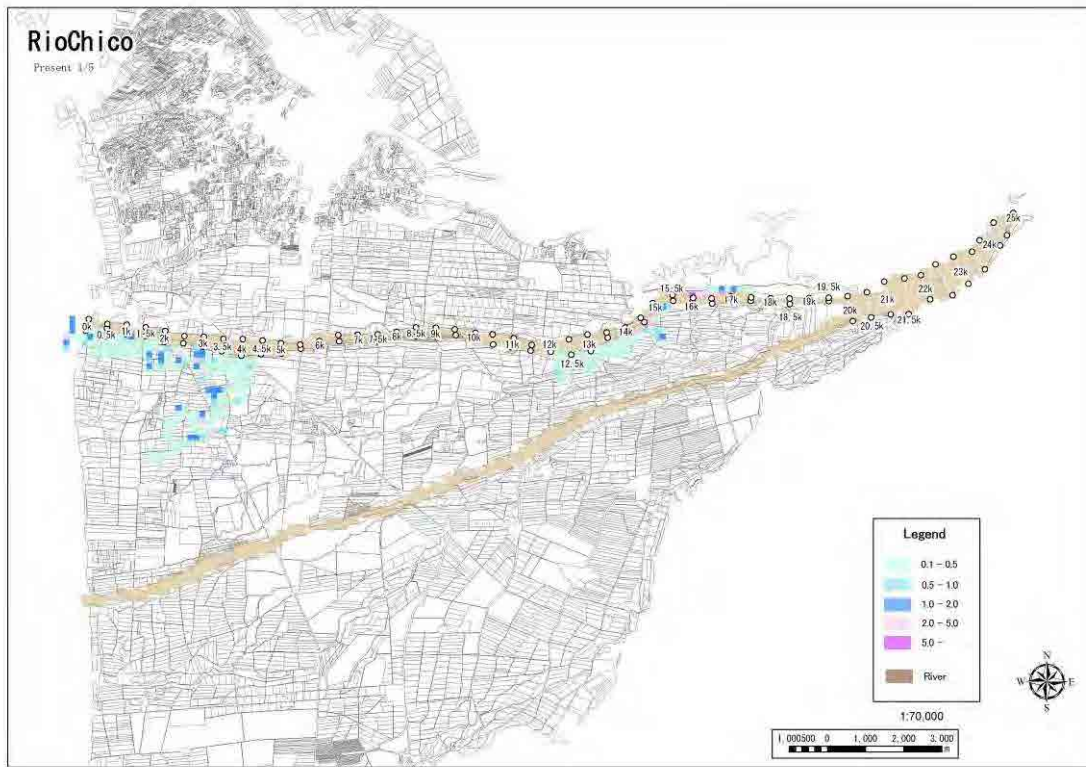 RioChico
Present 1/5
0k
0.5k
1k
1.5k
2k
3k
3.5k
4k
4.5k
5k
6k
7k
7.5k
8k
8.5k
9k
10k
11k
12k
12.5k
13k
14k
15k
15.5k
16k
17k
18k
18.5k
19k
19.5k
20k
20.5k
21k
21.5k
22k
23k
24k
25k
Legend
0.1 - 0.5
0.5 - 1.0
1.0 - 2.0
2.0 - 5.0
5.0 -
River
N
W E
S
1:70,000
1,000500 0 1,000 2,000 3,000
m